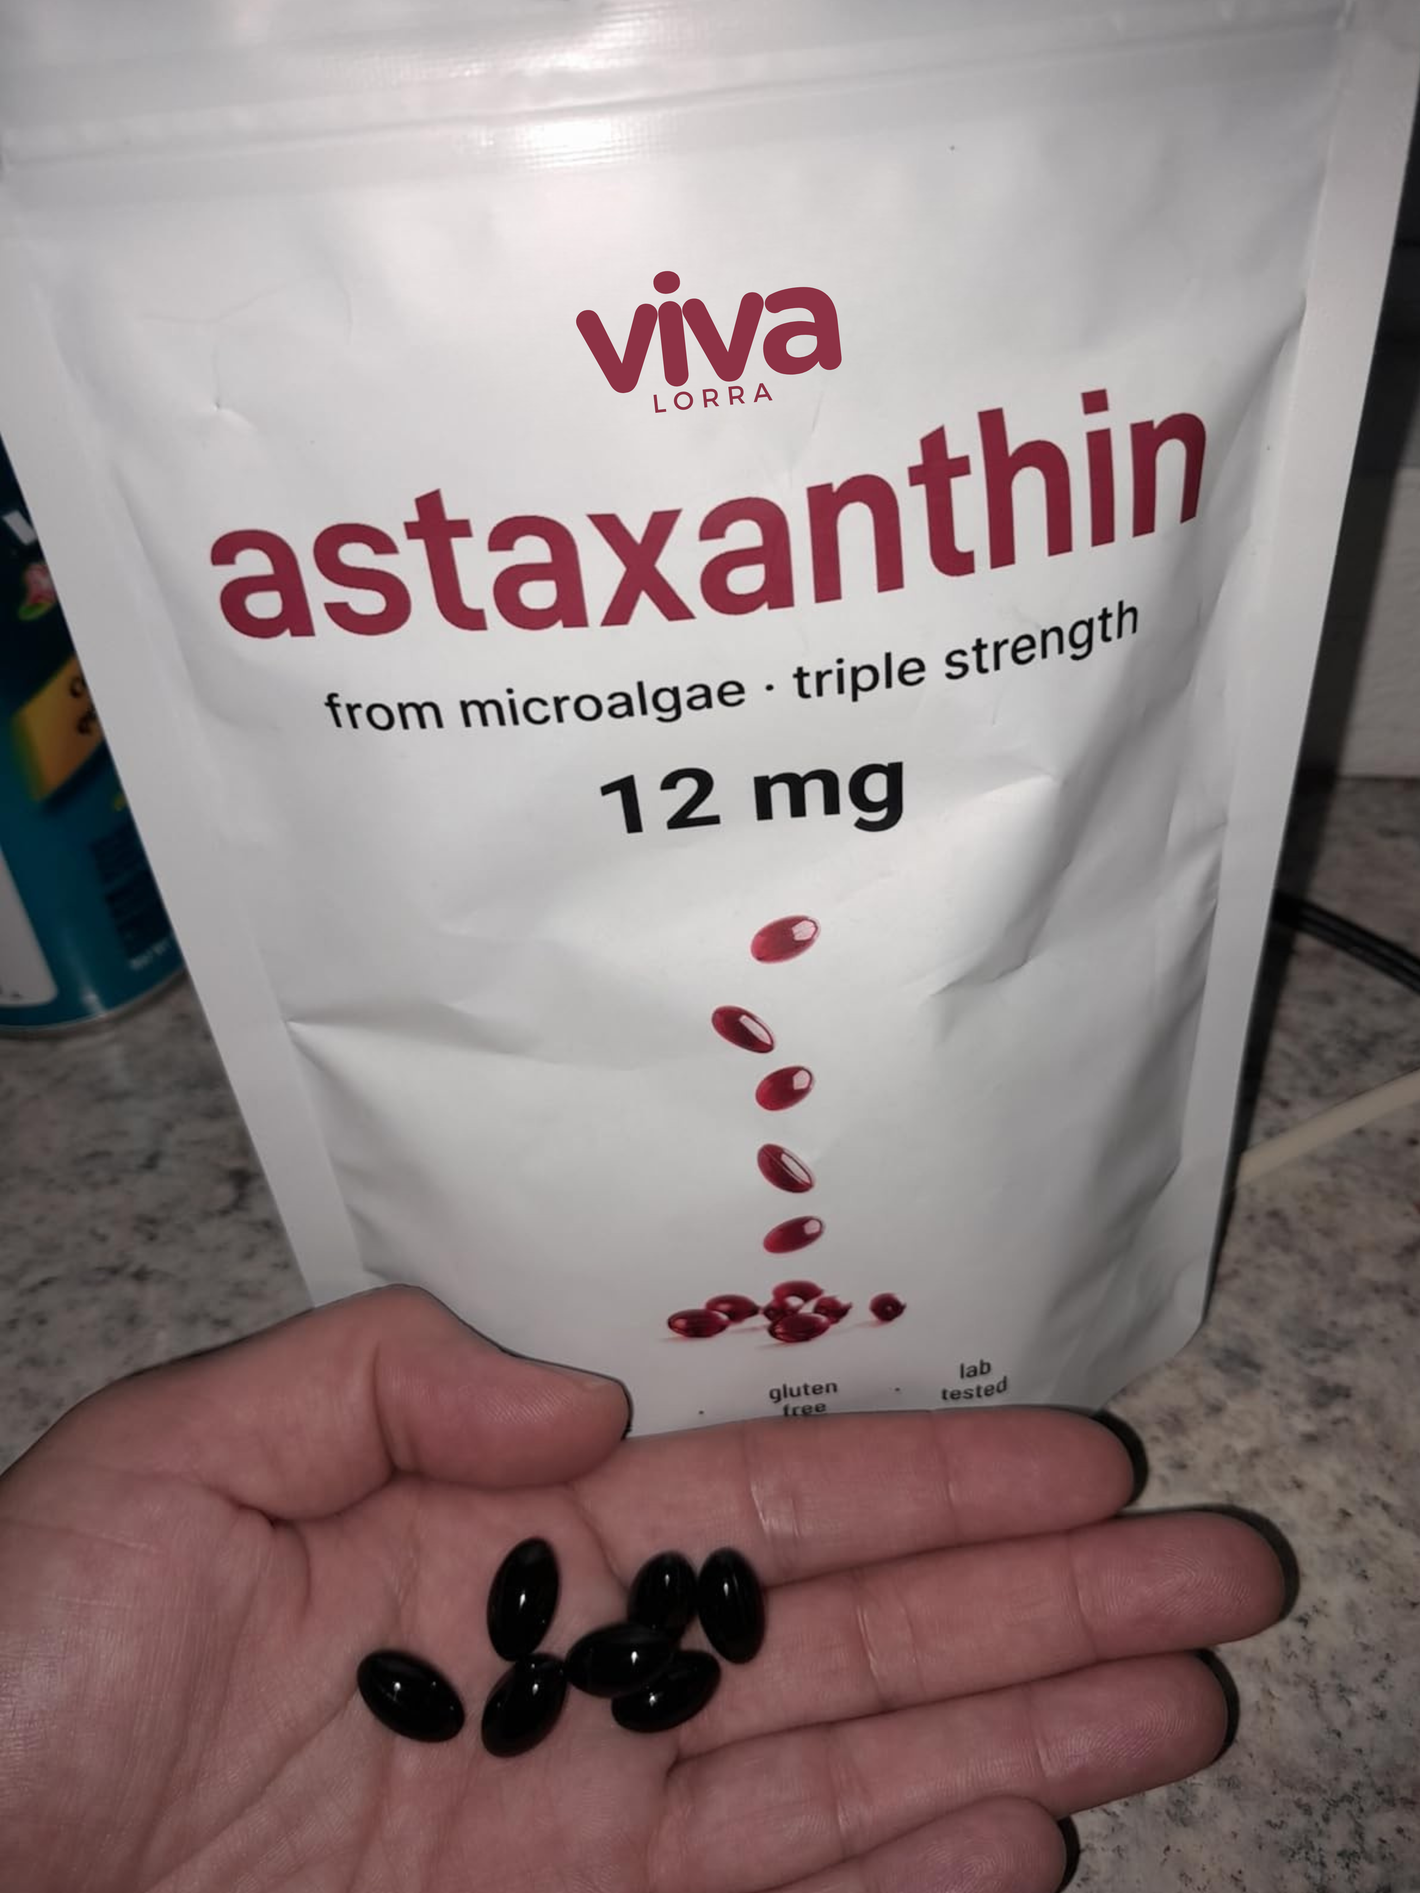 viva
LORRA
astaxanthin
from microalgae · triple strength
12 mg
lab
tested
gluten
free